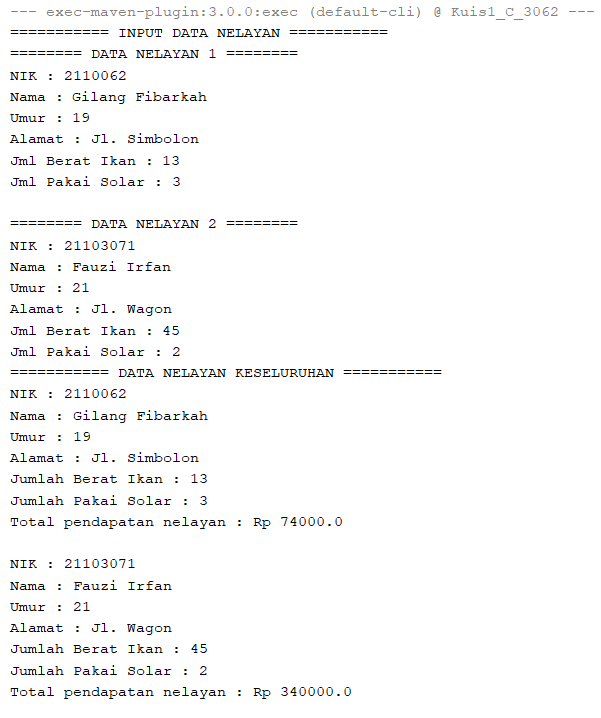 --- exec-maven-plugin:3.0.0:exec (default-cli) @ Kuis1_C_3062 ---
=========== INPUT DATA NELAYAN ===========
======== DATA NELAYAN 1 ========
NIK : 2110062
Nama : Gilang Fibarkah
Umur : 19
Alamat : Jl. Simbolon
Jml Berat Ikan : 13
Jml Pakai Solar : 3

======== DATA NELAYAN 2 ========
NIK : 21103071
Nama : Fauzi Irfan
Umur : 21
Alamat : Jl. Wagon
Jml Berat Ikan : 45
Jml Pakai Solar : 2
=========== DATA NELAYAN KESELURUHAN ===========
NIK : 2110062
Nama : Gilang Fibarkah
Umur : 19
Alamat : Jl. Simbolon
Jumlah Berat Ikan : 13
Jumlah Pakai Solar : 3
Total pendapatan nelayan : Rp 74000.0

NIK : 21103071
Nama : Fauzi Irfan
Umur : 21
Alamat : Jl. Wagon
Jumlah Berat Ikan : 45
Jumlah Pakai Solar : 2
Total pendapatan nelayan : Rp 340000.0